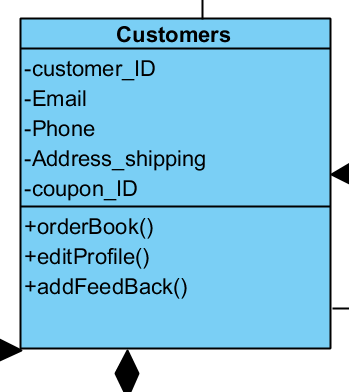 Customers
-customer_ID
-Email
-Phone
-Address_shipping
-coupon_ID
+orderBook()
+editProfile()
+addFeedBack()